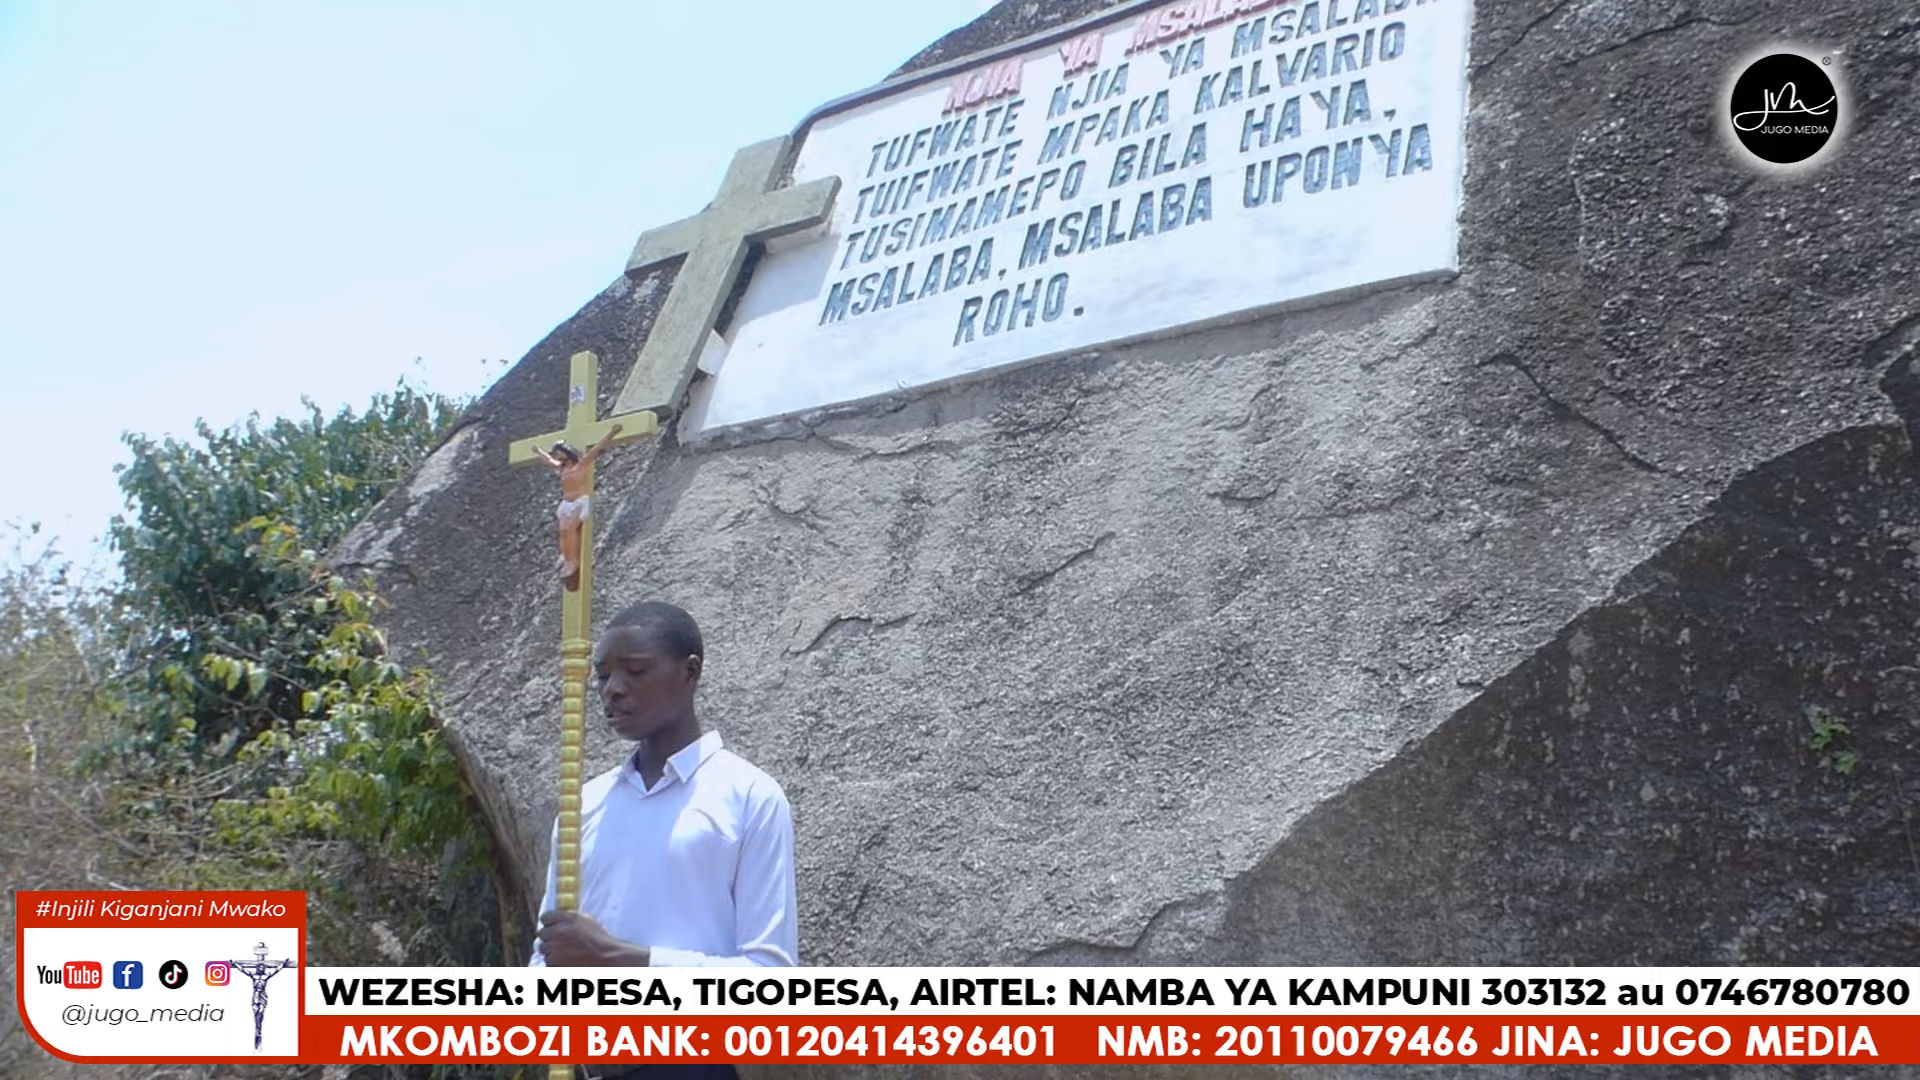 NJIA YA MSALABA
TUFWATE NJIA YA MSALABA
TUIFWATE MPAKA KALVARIO
TUSIMAMEPO BILA HAYA,
MSALABA, MSALABA UPONYA
ROHO.
JM
JUGO MEDIA
#Injili Kiganjani Mwako
YouTube
@jugo_media
WEZESHA: MPESA, TIGOPESA, AIRTEL: NAMBA YA KAMPUNI 303132 au 0746780780
MKOMBOZI BANK: 00120414396401 NMB: 20110079466 JINA: JUGO MEDIA